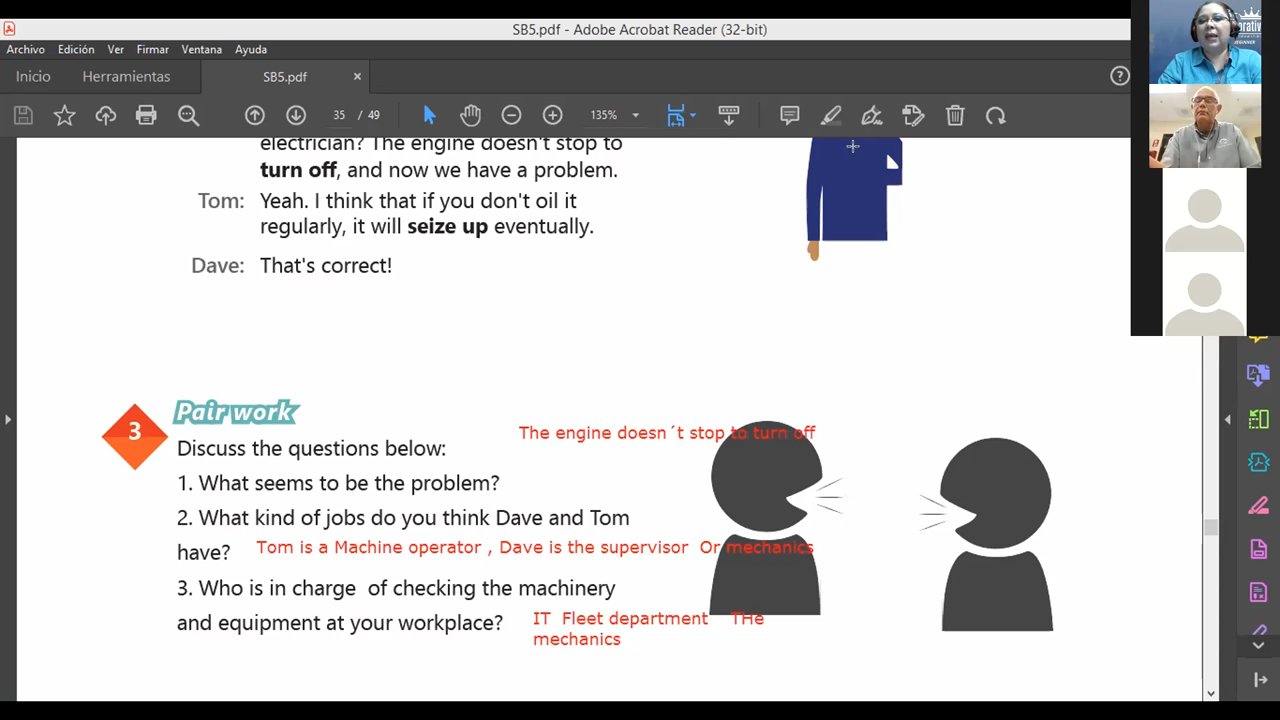 SB5.pdf - Adobe Acrobat Reader (32-bit)
Archivo Edición Ver Firmar Ventana Ayuda
Inicio Herramientas SB5.pdf ×
35 / 49 135%
electrician? The engine doesn't stop to
turn off, and now we have a problem.
Tom: Yeah. I think that if you don't oil it
regularly, it will seize up eventually.
Dave: That's correct!
3 Pair work
The engine doesn´t stop to turn off
Discuss the questions below:
1. What seems to be the problem?
2. What kind of jobs do you think Dave and Tom
have? Tom is a Machine operator , Dave is the supervisor Or mechanics
3. Who is in charge of checking the machinery
and equipment at your workplace? IT Fleet department THe
mechanics